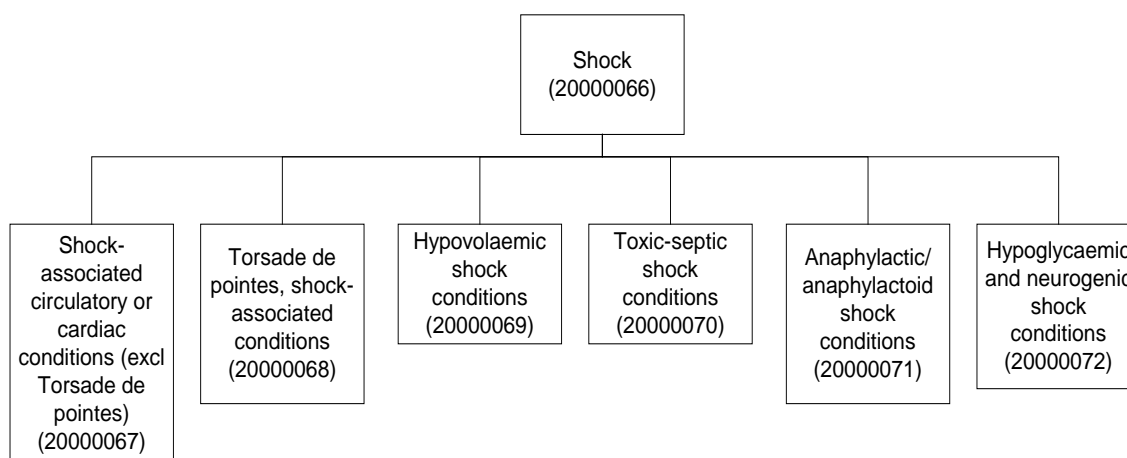 Shock
(20000066)
Shock-
associated
circulatory or
cardiac
conditions (excl
Torsade de
pointes)
(20000067)
Torsade de
pointes, shock-
associated
conditions
(20000068)
Hypovolaemic
shock
conditions
(20000069)
Toxic-septic
shock
conditions
(20000070)
Anaphylactic/
anaphylactoid
shock
conditions
(20000071)
Hypoglycaemic
and neurogenic
shock
conditions
(20000072)